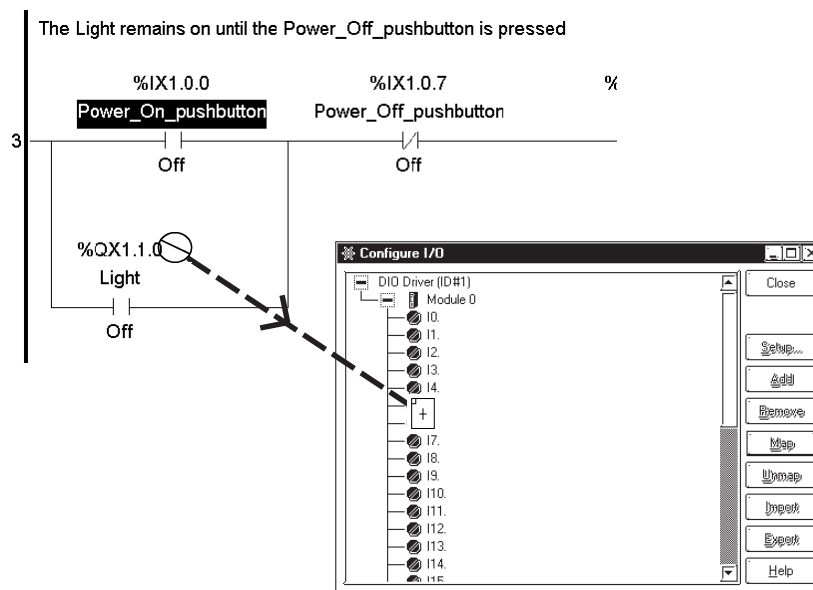 The Light remains on until the Power_Off_pushbutton is pressed
%IX1.0.0
%IX1.0.7
%
Power_On_pushbutton
Power_Off_pushbutton
3
Off
Off
%QX1.1.0
Light
Off
Configure I/O
DIO Driver (ID#1)
Module 0
I0.
I1.
I2.
I3.
I4.
I7.
I8.
I9.
I10.
I11.
I12.
I13.
I14.
I15.
Close
Setup...
Add
Remove
Map
Unmap
Import
Export
Help